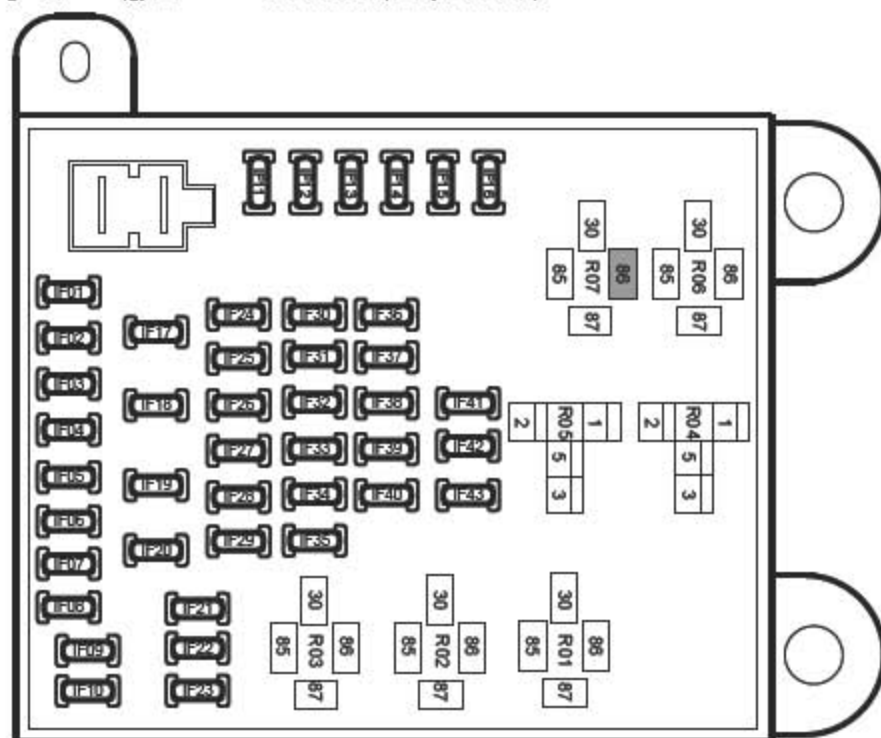 IF11 IF12 IF13 IF14 IF15 IF16
30 30
85 R07 86 85 R06 86
87 87
IF01
IF02
IF03
IF04
IF05
IF06
IF07
IF08
IF09
IF10
IF17
IF18
IF19
IF20
IF21
IF22
IF23
IF24
IF25
IF26
IF27
IF28
IF29
IF30
IF31
IF32
IF33
IF34
IF35
IF36
IF37
IF38
IF39
IF40
IF41
IF42
IF43
2 R05 1 2 R04 1
5 5
3 3
30 30 30
85 R03 86 85 R02 86 85 R01 86
87 87 87